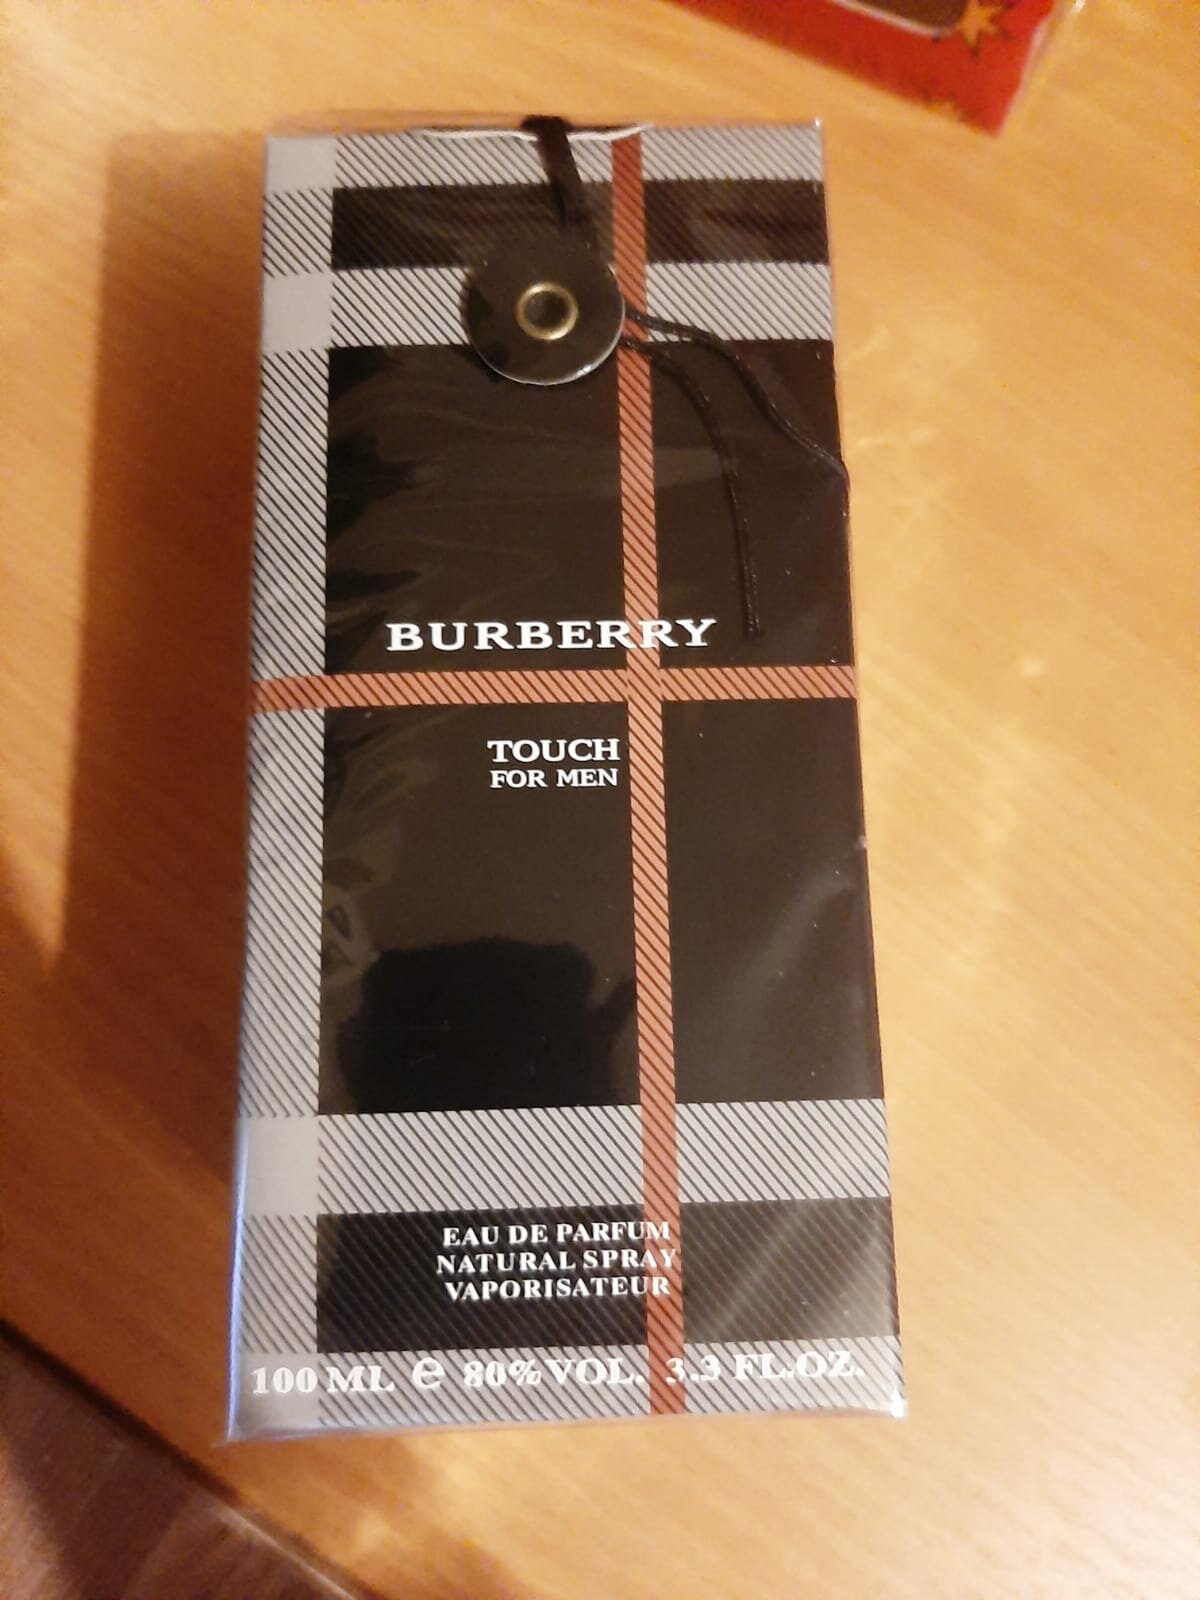 BURBERRY
TOUCH
FOR MEN
EAU DE PARFUM
NATURAL SPRAY
VAPORISATEUR
100 ML ℮ 80% VOL. 3.3 FL.OZ.